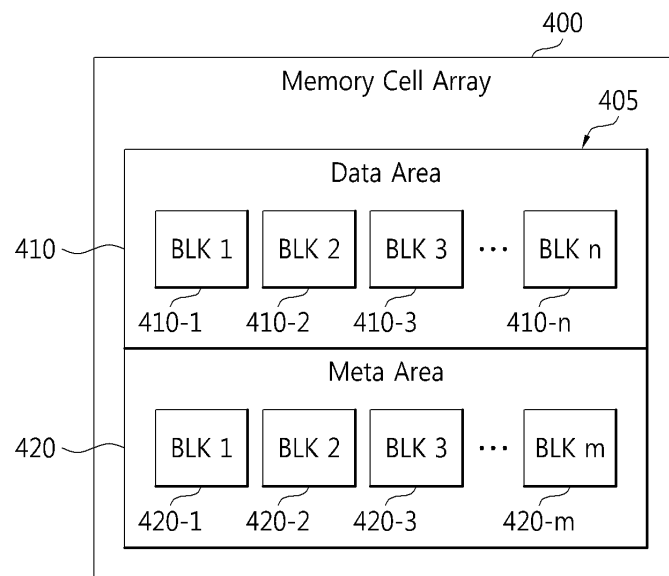 400
Memory Cell Array
405
Data Area
410
BLK 1 BLK 2 BLK 3 ··· BLK n
410-1 410-2 410-3 410-n
Meta Area
420
BLK 1 BLK 2 BLK 3 ··· BLK m
420-1 420-2 420-3 420-m